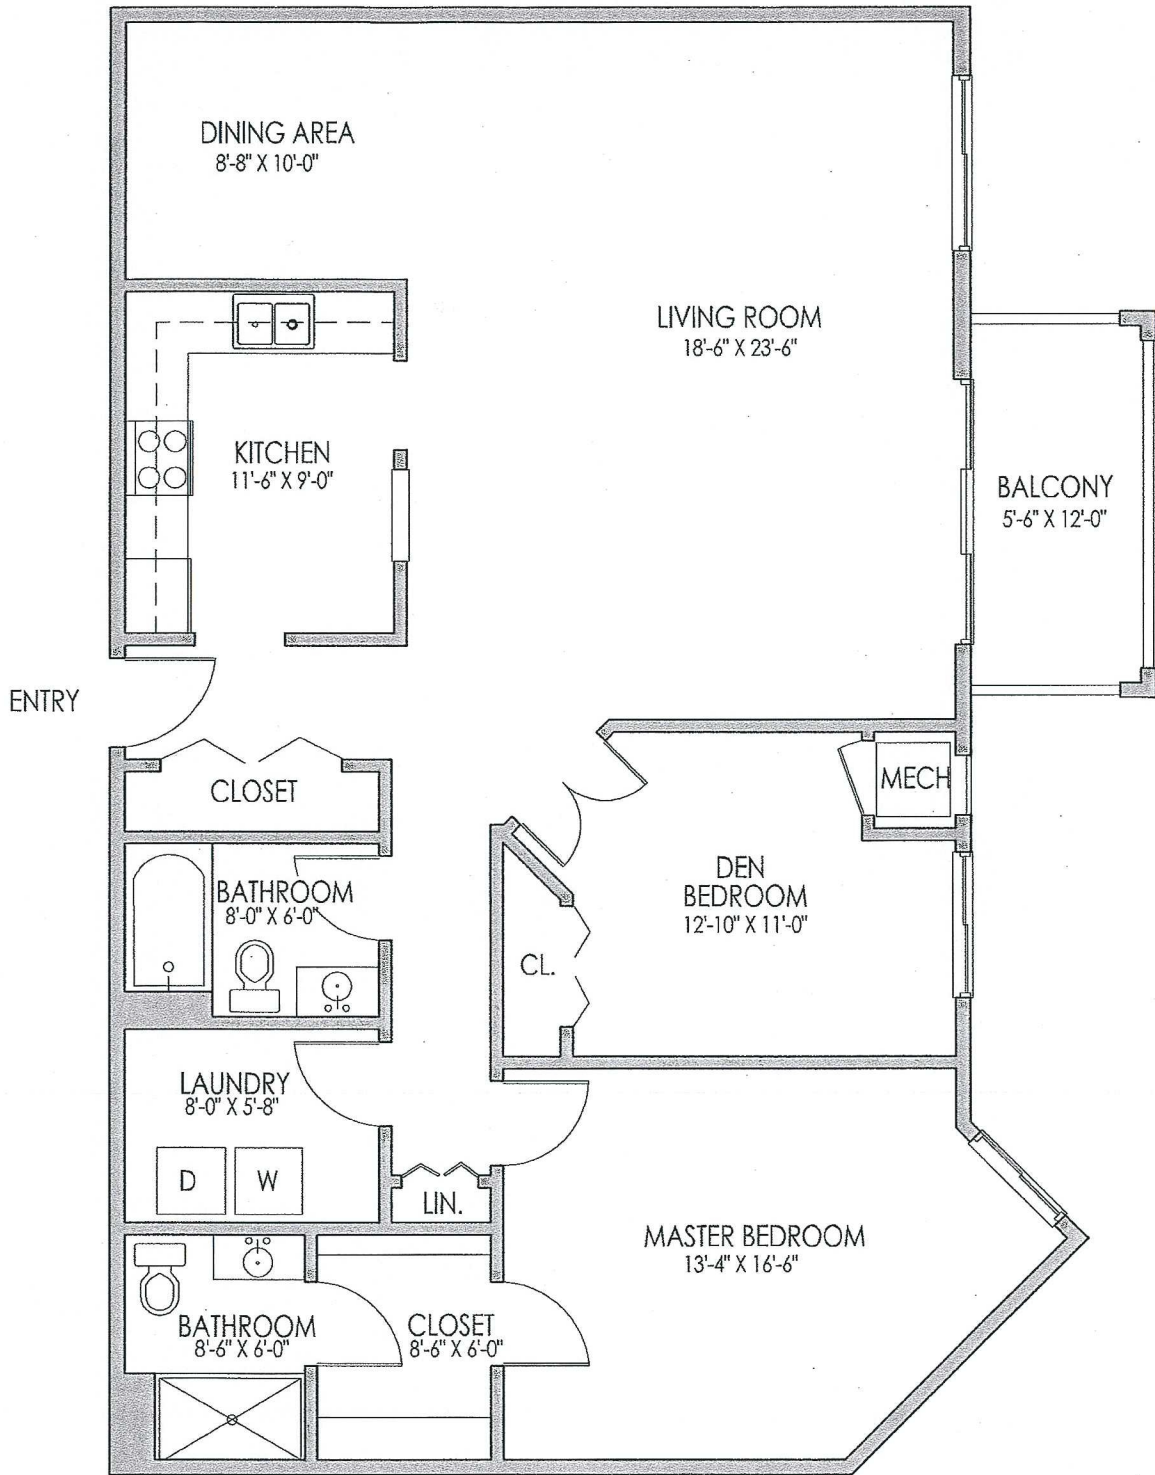 DINING AREA
8'-8" X 10'-0"
LIVING ROOM
18'-6" X 23'-6"
KITCHEN
11'-6" X 9'-0"
BALCONY
5'-6" X 12'-0"
ENTRY
CLOSET
MECH
BATHROOM
8'-0" X 6'-0"
DEN
BEDROOM
12'-10" X 11'-0"
CL.
LAUNDRY
8'-0" X 5'-8"
D
W
LIN.
MASTER BEDROOM
13'-4" X 16'-6"
BATHROOM
8'-6" X 6'-0"
CLOSET
8'-6" X 6'-0"